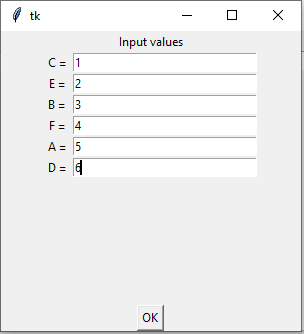 tk
Input values
C = 1
E = 2
B = 3
F = 4
A = 5
D = 6
OK